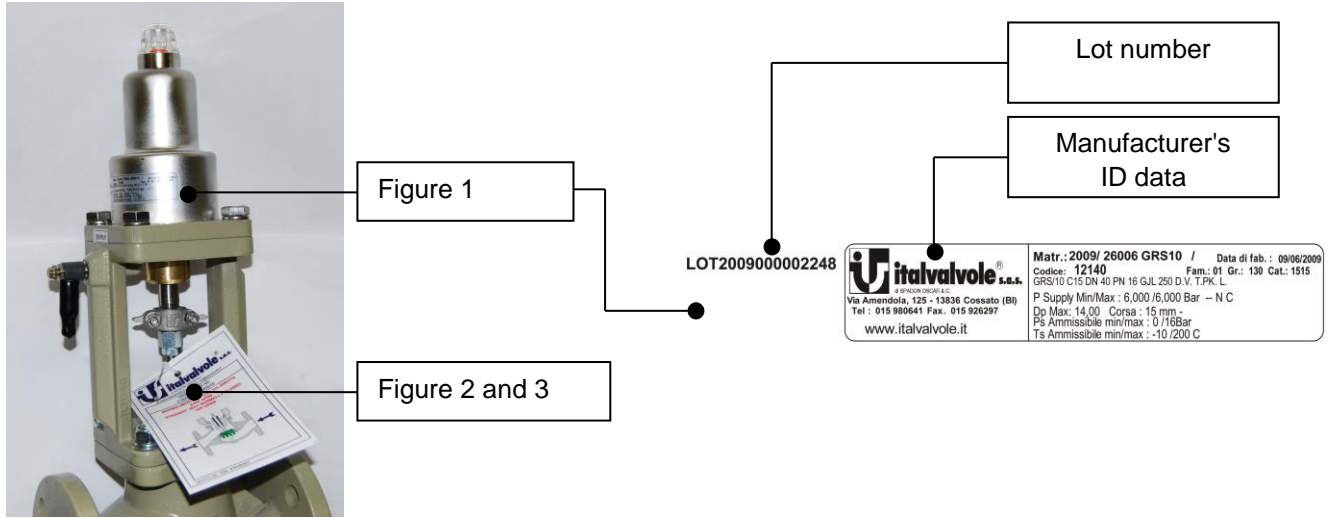 Lot number
Manufacturer's
ID data
Figure 1
LOT2009000002248
italvalvole® s.a.s.
di SPADON OSCAR & C.
Via Amendola, 125 - 13836 Cossato (BI)
Tel : 015 980641 Fax. 015 926297
www.italvalvole.it
Matr.: 2009/ 26006 GRS10 / Data di fab. : 09/06/2009
Codice: 12140 Fam.: 01 Gr.: 130 Cat.: 1515
GRS/10 C15 DN 40 PN 16 GJL 250 D.V. T.PK. L.
P Supply Min/Max : 6,000 /6,000 Bar -- N C
Dp Max: 14,00 Corsa : 15 mm -
Ps Ammissibile min/max : 0 /16Bar
Ts Ammissibile min/max : -10 /200 C
Figure 2 and 3
italvalvole s.a.s.